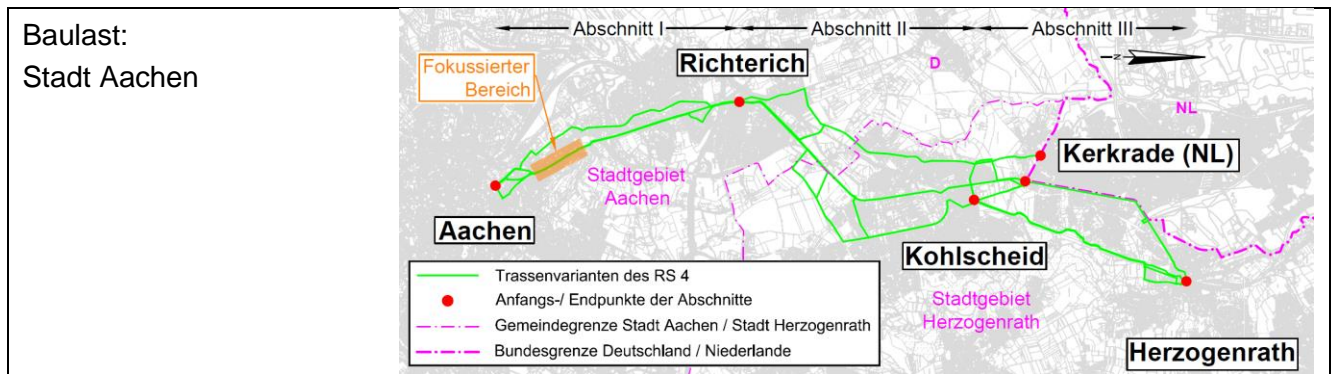 Baulast:
Stadt Aachen
Abschnitt I
Abschnitt II
Abschnitt III
Richterich
D
N
Fokussierter
Bereich
NL
Kerkrade (NL)
Stadtgebiet
Aachen
Aachen
Kohlscheid
Trassenvarianten des RS 4
Anfangs-/ Endpunkte der Abschnitte
Gemeindegrenze Stadt Aachen / Stadt Herzogenrath
Bundesgrenze Deutschland / Niederlande
Stadtgebiet
Herzogenrath
Herzogenrath